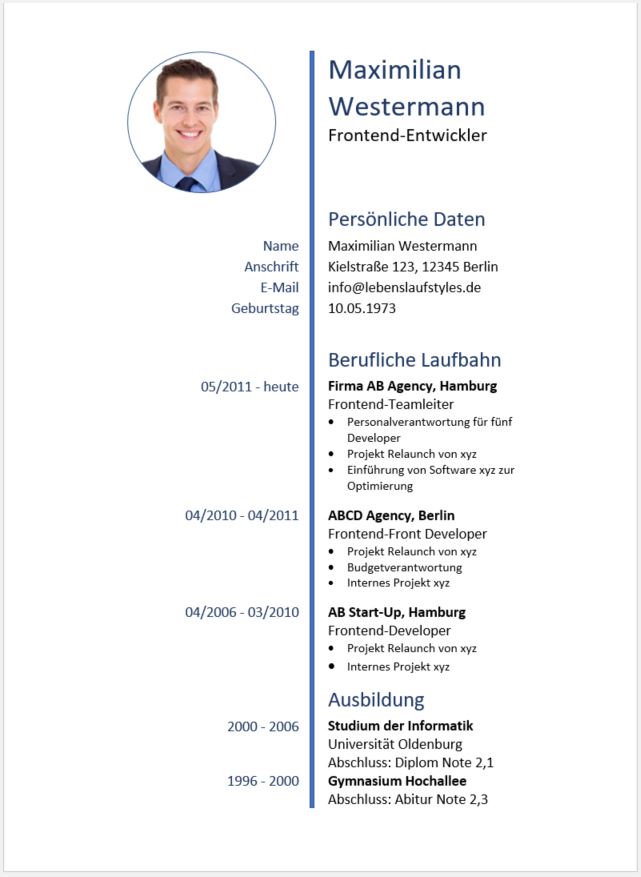 Maximilian
Westermann
Frontend-Entwickler
Persönliche Daten
Name Maximilian Westermann
Anschrift Kielstraße 123, 12345 Berlin
E-Mail info@lebenslaufstyles.de
Geburtstag 10.05.1973
Berufliche Laufbahn
05/2011 - heute Firma AB Agency, Hamburg
Frontend-Teamleiter
• Personalverantwortung für fünf
Developer
• Projekt Relaunch von xyz
• Einführung von Software xyz zur
Optimierung
04/2010 - 04/2011 ABCD Agency, Berlin
Frontend-Front Developer
• Projekt Relaunch von xyz
• Budgetverantwortung
• Internes Projekt xyz
04/2006 - 03/2010 AB Start-Up, Hamburg
Frontend-Developer
• Projekt Relaunch von xyz
• Internes Projekt xyz
Ausbildung
2000 - 2006 Studium der Informatik
Universität Oldenburg
Abschluss: Diplom Note 2,1
1996 - 2000 Gymnasium Hochallee
Abschluss: Abitur Note 2,3